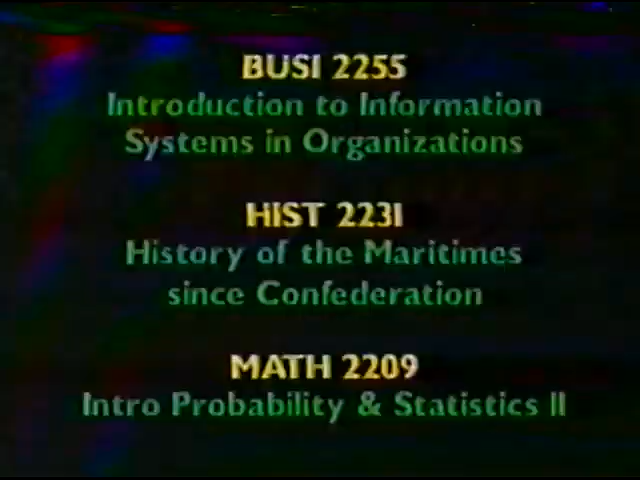 BUSI 2255
Introduction to Information
Systems in Organizations
HIST 2231
History of the Maritimes
since Confederation
MATH 2209
Intro Probability & Statistics II